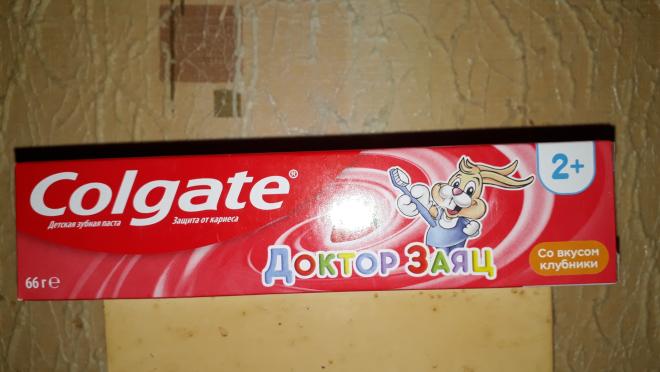 Colgate®
Детская зубная паста
Защита от кариеса
2+
ДОКТОР ЗАЯЦ
Со вкусом
клубники
66 г ℮